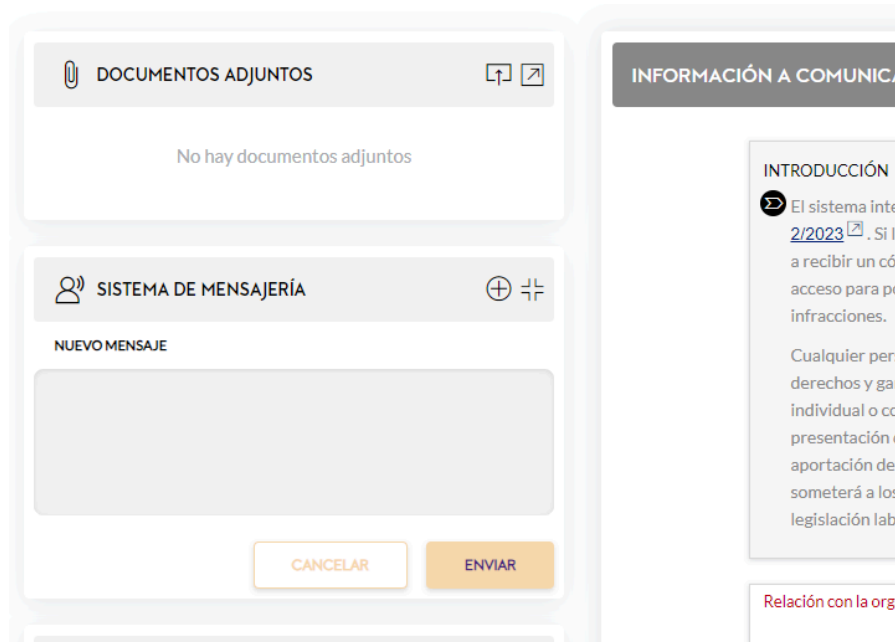 DOCUMENTOS ADJUNTOS
No hay documentos adjuntos
SISTEMA DE MENSAJERÍA
NUEVO MENSAJE
CANCELAR
ENVIAR
INFORMACIÓN A COMUNICA
INTRODUCCIÓN
El sistema inte
2/2023 . Si l
a recibir un có
acceso para po
infracciones.
Cualquier per
derechos y ga
individual o co
presentación
aportación de
someterá a los
legislación lab
Relación con la org